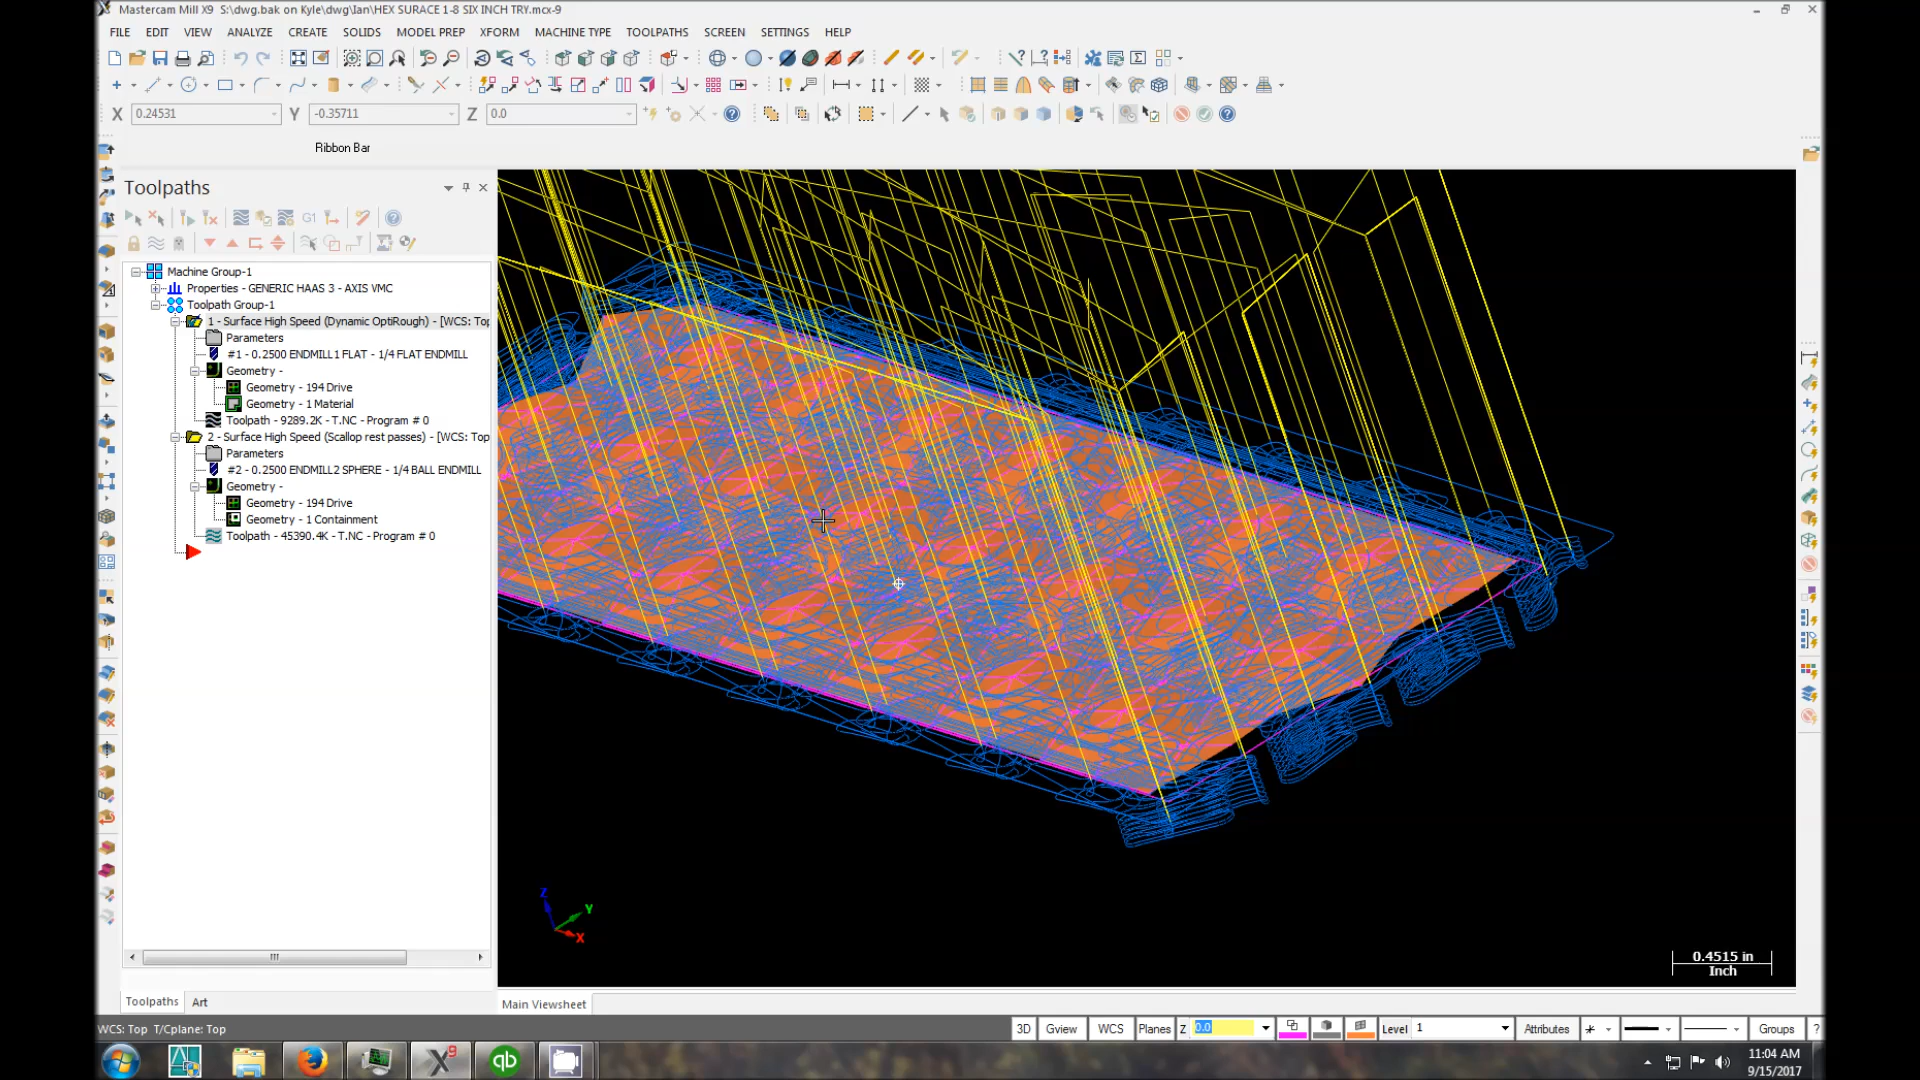 Mastercam Mill X9  S:\dwg.bak on Kyle\dwg\Ian\HEX SURACE 1-8 SIX INCH TRY.mcx-9
FILE EDIT VIEW ANALYZE CREATE SOLIDS MODEL PREP XFORM MACHINE TYPE TOOLPATHS SCREEN SETTINGS HELP
X 0.24531 Y -0.35711 Z 0.0
Ribbon Bar
Toolpaths
G1
Machine Group-1
Properties - GENERIC HAAS 3 - AXIS VMC
Toolpath Group-1
1 - Surface High Speed (Dynamic OptiRough) - [WCS: Top
Parameters
#1 - 0.2500 ENDMILL1 FLAT - 1/4 FLAT ENDMILL
Geometry -
Geometry - 194 Drive
Geometry - 1 Material
Toolpath - 9289.2K - T.NC - Program # 0
2 - Surface High Speed (Scallop rest passes) - [WCS: Top
Parameters
#2 - 0.2500 ENDMILL2 SPHERE - 1/4 BALL ENDMILL
Geometry -
Geometry - 194 Drive
Geometry - 1 Containment
Toolpath - 45390.4K - T.NC - Program # 0
Z
Y
X
0.4515 in
Inch
Toolpaths Art
Main Viewsheet
WCS: Top T/Cplane: Top
3D Gview WCS Planes Z 0.0 Level 1 Attributes Groups ?
X9 qb
11:04 AM
9/15/2017